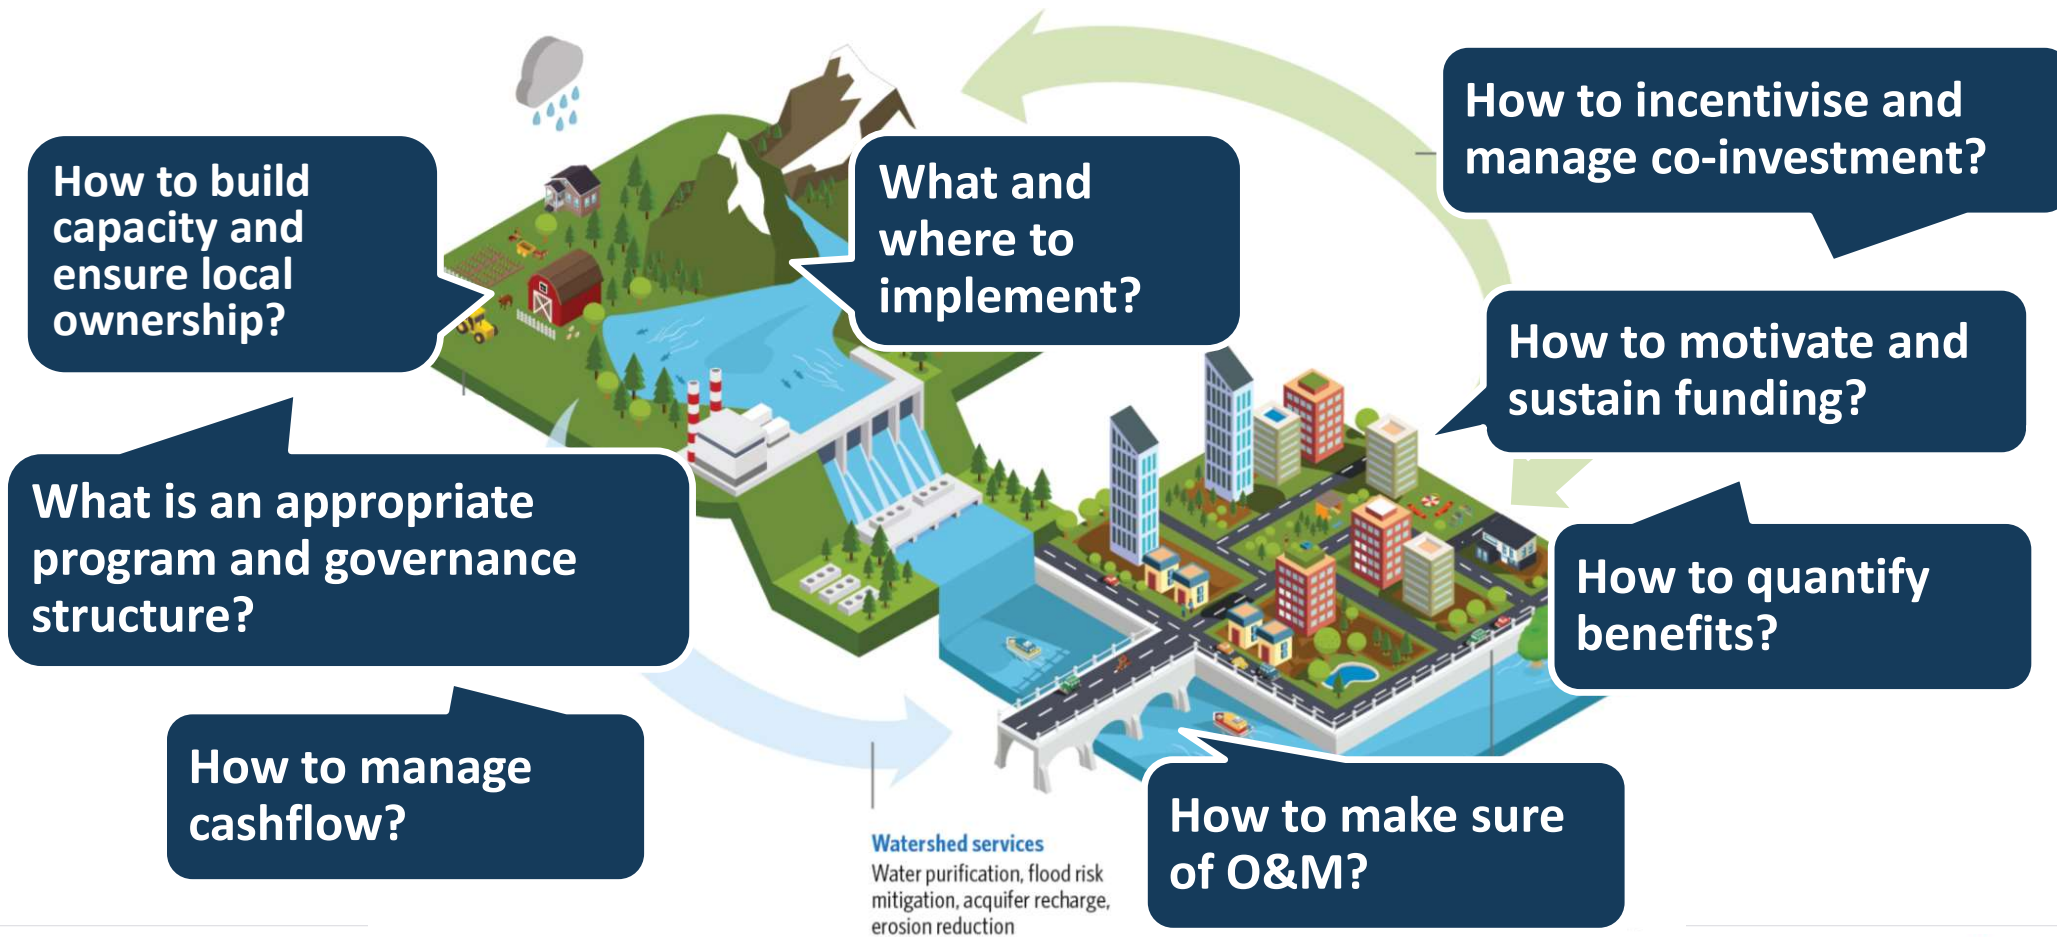 How to build
capacity and
ensure local
ownership?
What and
where to
implement?
How to incentivise and
manage co-investment?
How to motivate and
sustain funding?
What is an appropriate
program and governance
structure?
How to quantify
benefits?
How to manage
cashflow?
How to make sure
of O&M?
Watershed services
Water purification, flood risk
mitigation, acquifer recharge,
erosion reduction